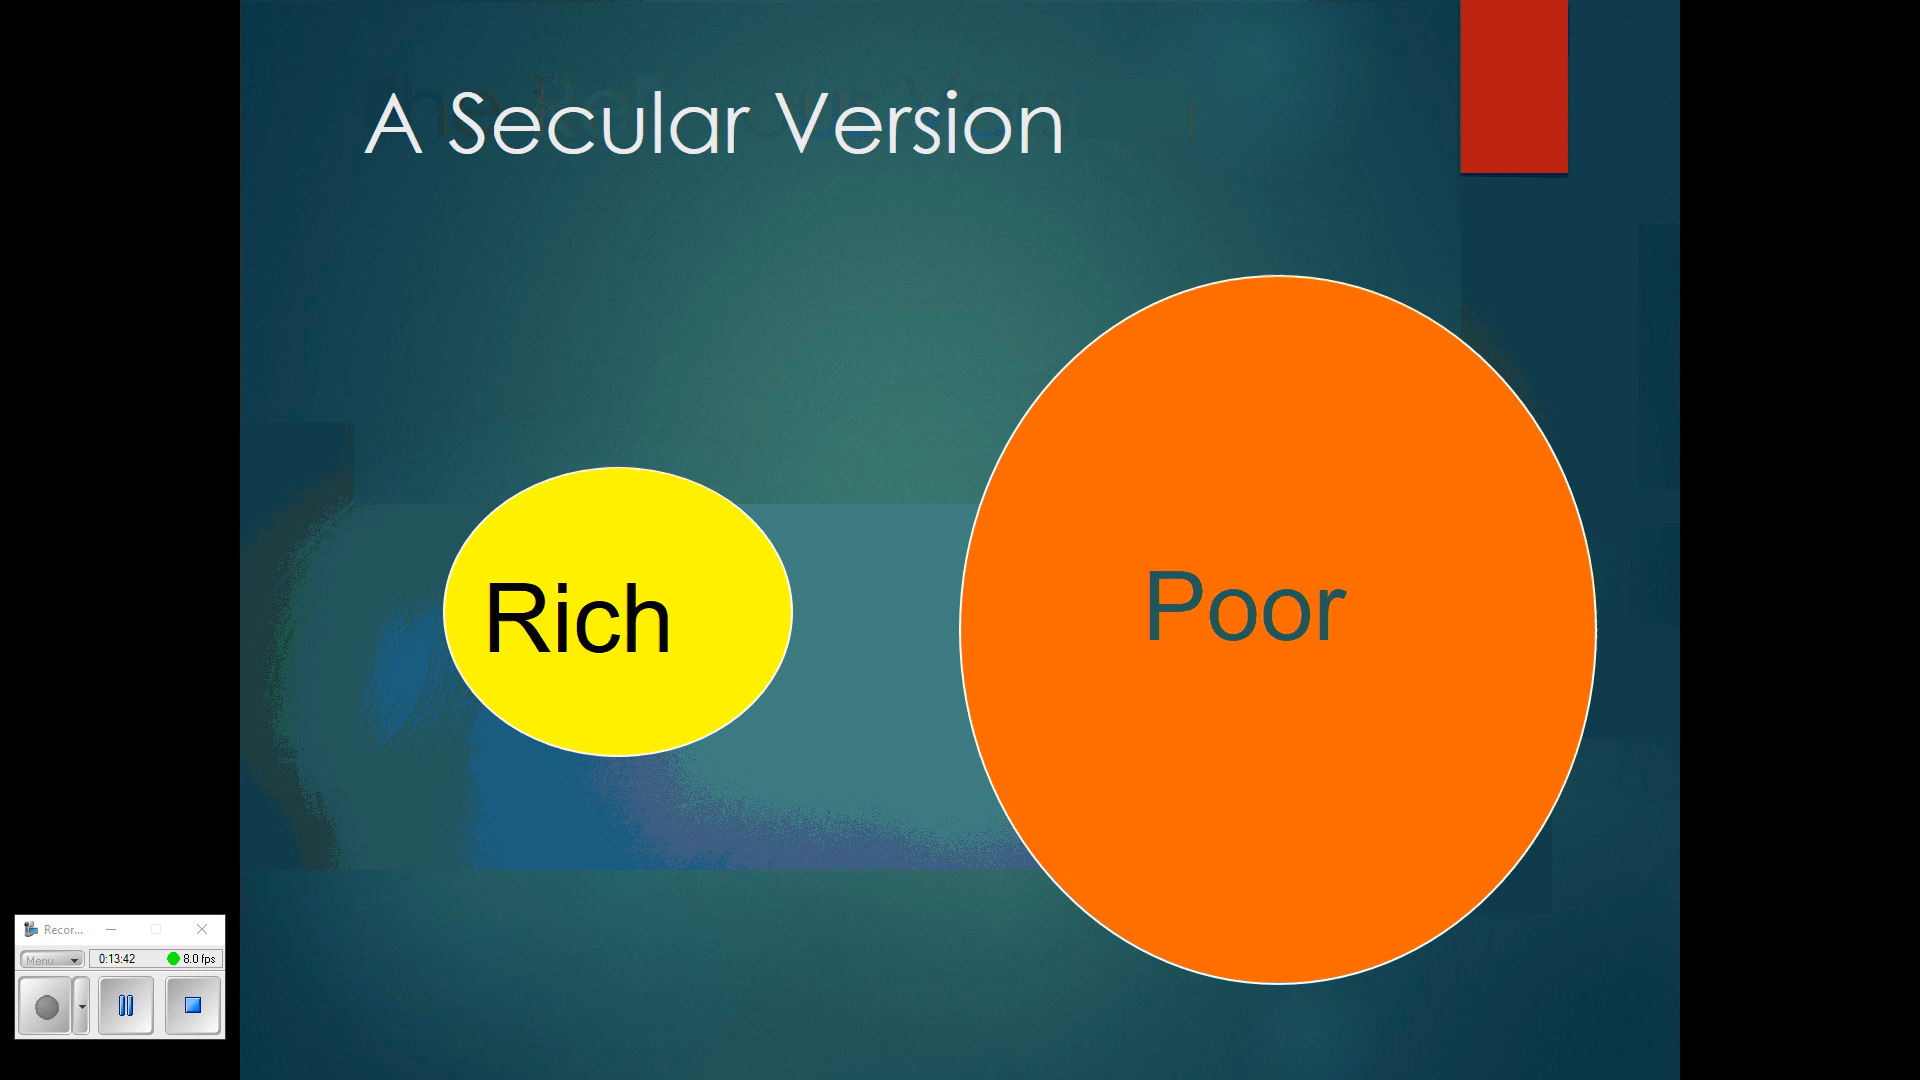 A Secular Version
Rich
Poor
Recor...
Menu
0:13:42
8.0 fps